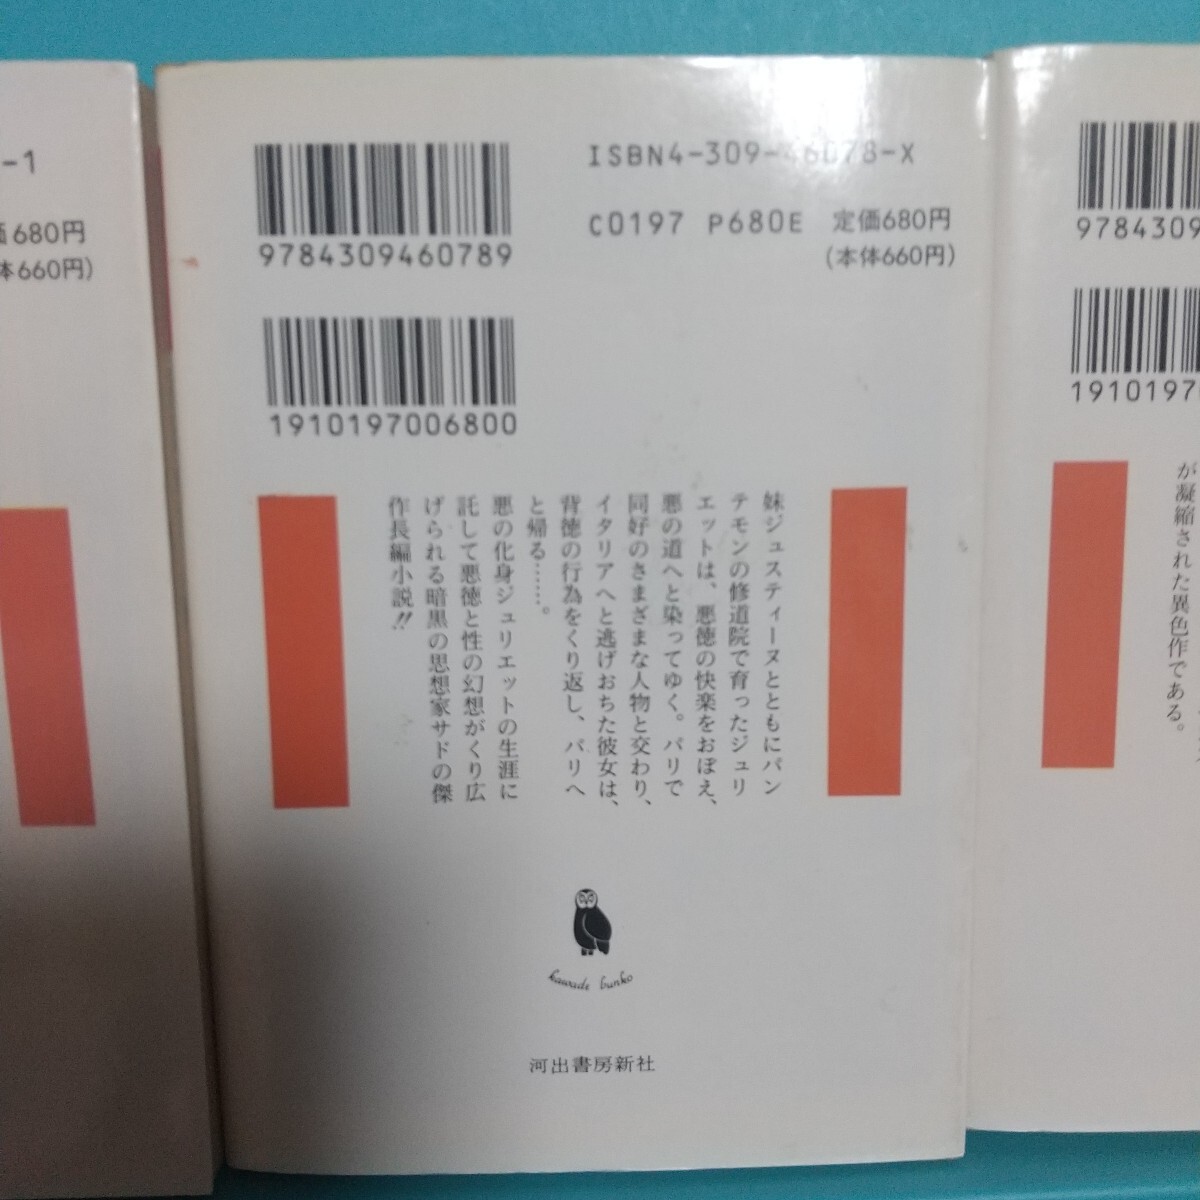 -1
価680円
体660円)
9784309460789
1910197006800
ISBN4-309-46078-X
C0197 P680E 定価680円
(本体660円)
妹ジュスティーヌとともにパン
テモンの修道院で育ったジュリ
エットは、悪徳の快楽をおぼえ、
悪の道へと染ってゆく。パリで
同好のさまざまな人物と交わり、
イタリアへと逃げおちた彼女は、
背徳の行為をくり返し、パリへ
と帰る……。
悪の化身ジュリエットの生涯に
託して悪徳と性の幻想がくり広
げられる暗黒の思想家サドの傑
作長編小説!!
kawade bunko
河出書房新社
9784309
1910197
が凝縮された異色作である。